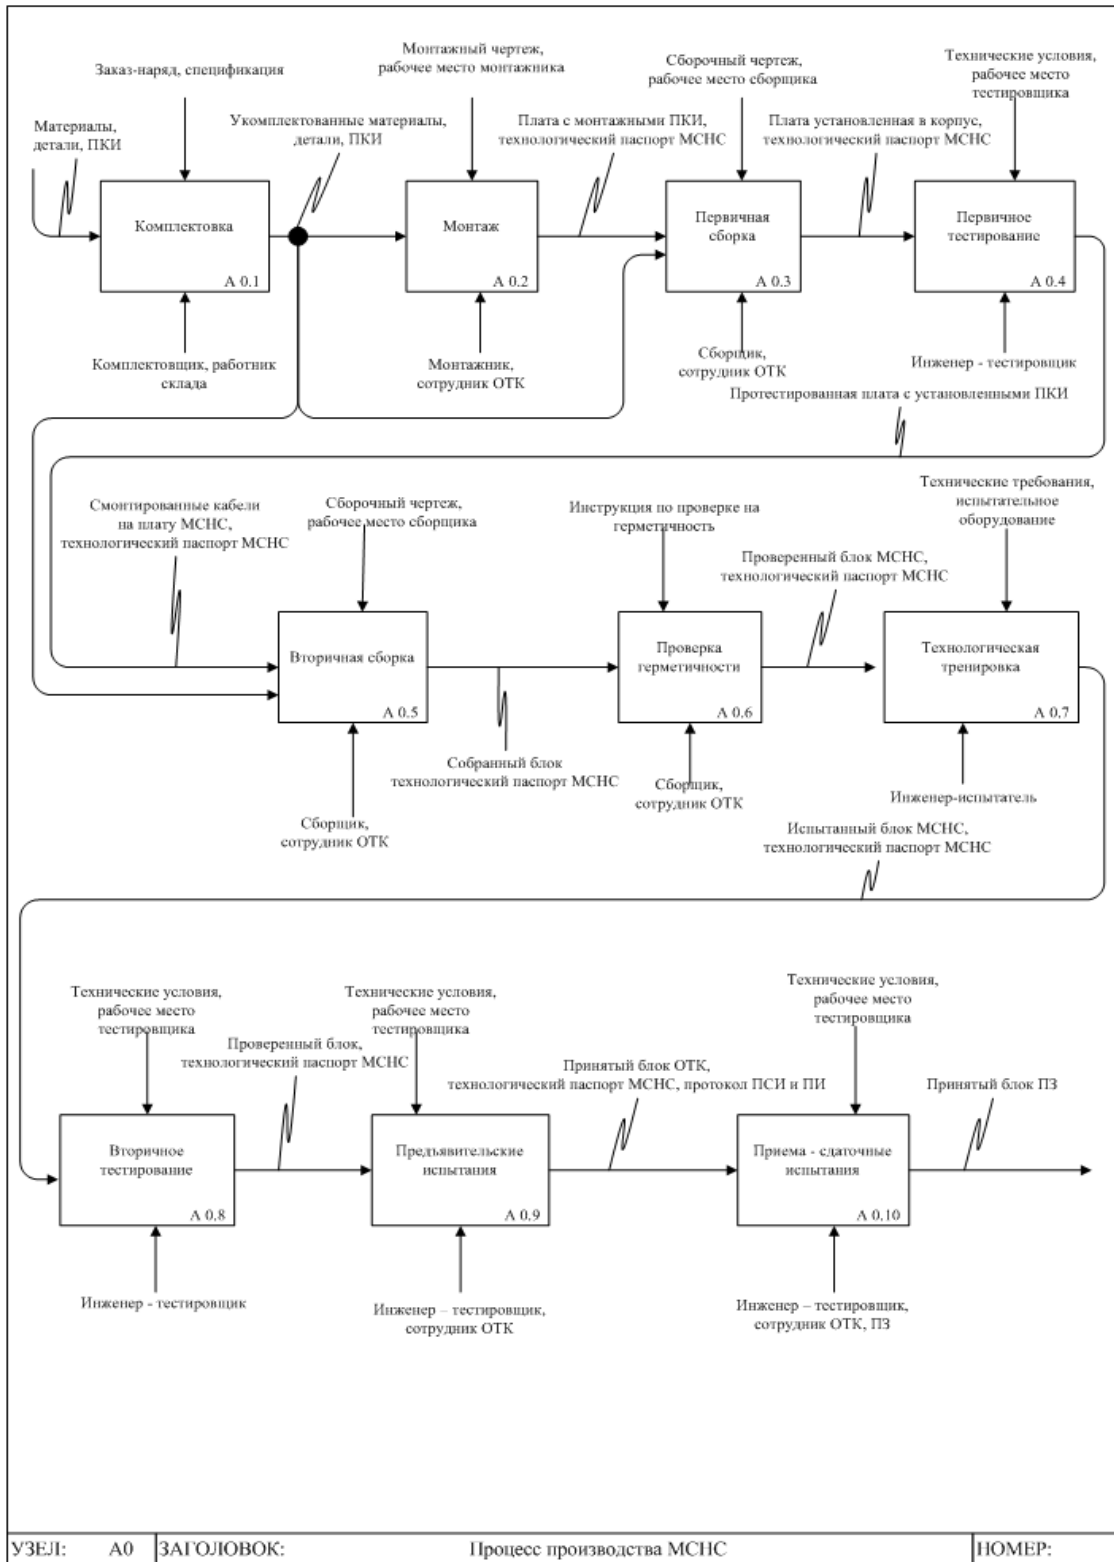 Заказ-наряд, спецификация
Монтажный чертеж,
рабочее место монтажника
Сборочный чертеж,
рабочее место сборщика
Технические условия,
рабочее место
тестировщика
Материалы,
детали, ПКИ
Укомплектованные материалы,
детали, ПКИ
Плата с монтажными ПКИ,
технологический паспорт МСНС
Плата установленная в корпус,
технологический паспорт МСНС
Комплектовка
А 0.1
Монтаж
А 0.2
Первичная
сборка
А 0.3
Первичное
тестирование
А 0.4
Комплектовщик, работник
склада
Монтажник,
сотрудник ОТК
Сборщик,
сотрудник ОТК
Инженер - тестировщик
Протестированная плата с установленными ПКИ
Смонтированные кабели
на плату МСНС,
технологический паспорт МСНС
Сборочный чертеж,
рабочее место сборщика
Инструкция по проверке на
герметичность
Проверенный блок МСНС,
технологический паспорт МСНС
Технические требования,
испытательное
оборудование
Вторичная сборка
А 0.5
Проверка
герметичности
А 0.6
Технологическая
тренировка
А 0.7
Собранный блок
технологический паспорт МСНС
Сборщик,
сотрудник ОТК
Сборщик,
сотрудник ОТК
Инженер-испытатель
Испытанный блок МСНС,
технологический паспорт МСНС
Технические условия,
рабочее место
тестировщика
Проверенный блок,
технологический паспорт МСНС
Технические условия,
рабочее место
тестировщика
Принятый блок ОТК,
технологический паспорт МСНС, протокол ПСИ и ПИ
Технические условия,
рабочее место
тестировщика
Принятый блок ПЗ
Вторичное
тестирование
А 0.8
Предъявительские
испытания
А 0.9
Приема - сдаточные
испытания
А 0.10
Инженер - тестировщик
Инженер – тестировщик,
сотрудник ОТК
Инженер – тестировщик,
сотрудник ОТК, ПЗ
УЗЕЛ: А0 ЗАГОЛОВОК: Процесс производства МСНС НОМЕР: